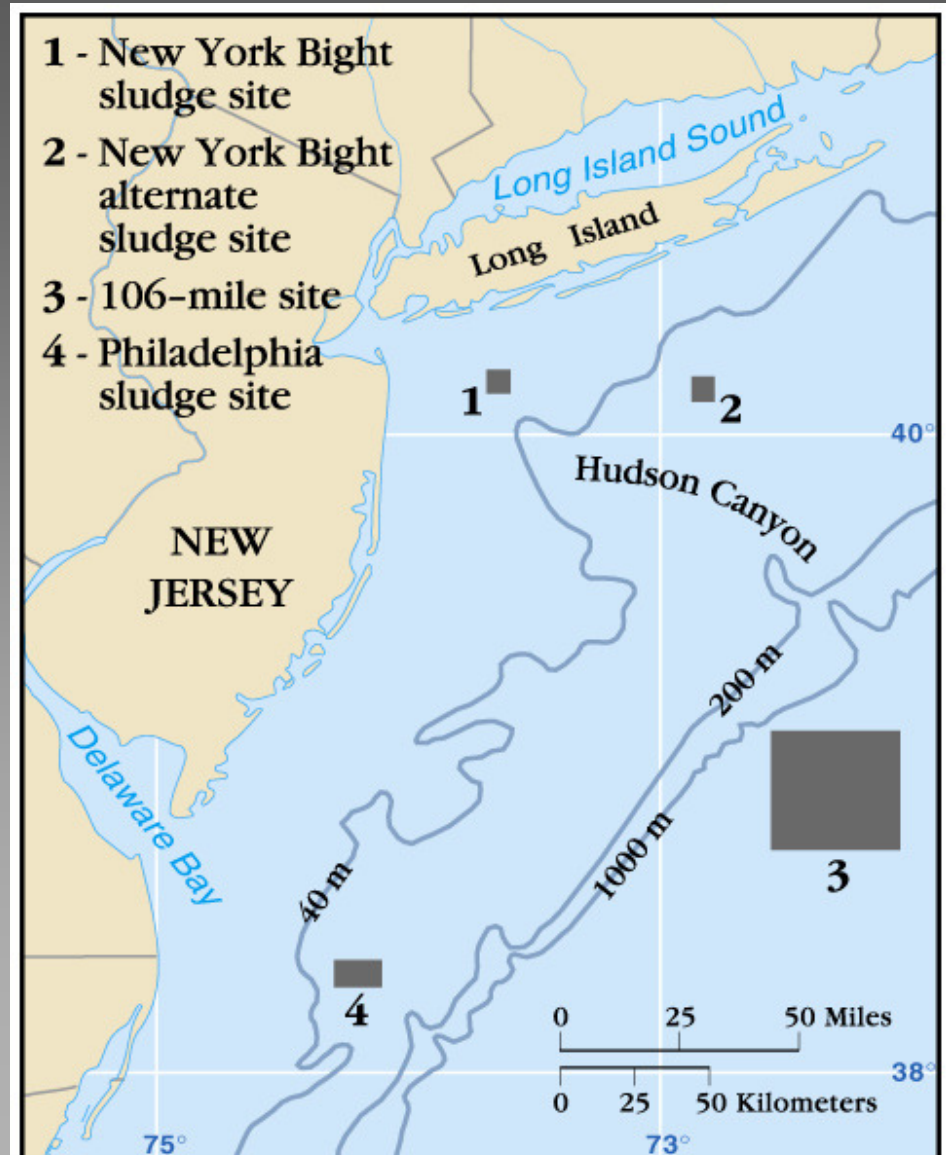 1 - New York Bight
sludge site
2 - New York Bight
alternate
sludge site
3 - 106-mile site
4 - Philadelphia
sludge site
Long Island Sound
Long Island
1
2
40°
Hudson Canyon
NEW
JERSEY
200 m
Delaware Bay
1000 m
3
40 m
4
0 25 50 Miles
38°
0 25 50 Kilometers
75° 73°